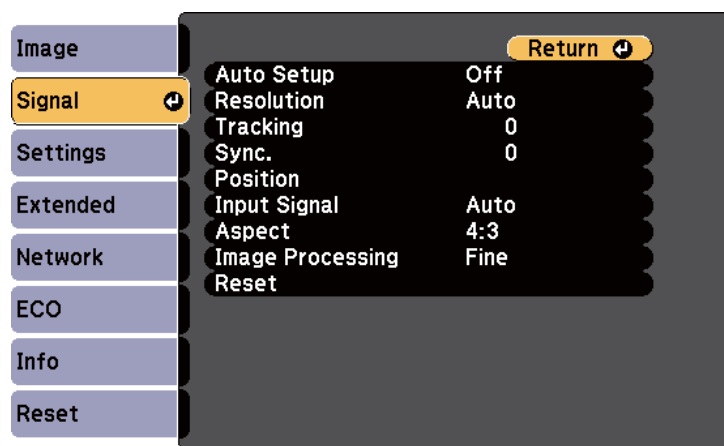 Image
Signal
Settings
Extended
Network
ECO
Info
Reset
Return
Auto Setup Off
Resolution Auto
Tracking 0
Sync. 0
Position
Input Signal Auto
Aspect 4:3
Image Processing Fine
Reset